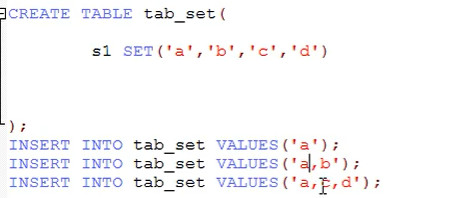 CREATE TABLE tab_set(
s1 SET('a','b','c','d')
);
INSERT INTO tab_set VALUES('a');
INSERT INTO tab_set VALUES('a,b');
INSERT INTO tab_set VALUES('a,c,d');